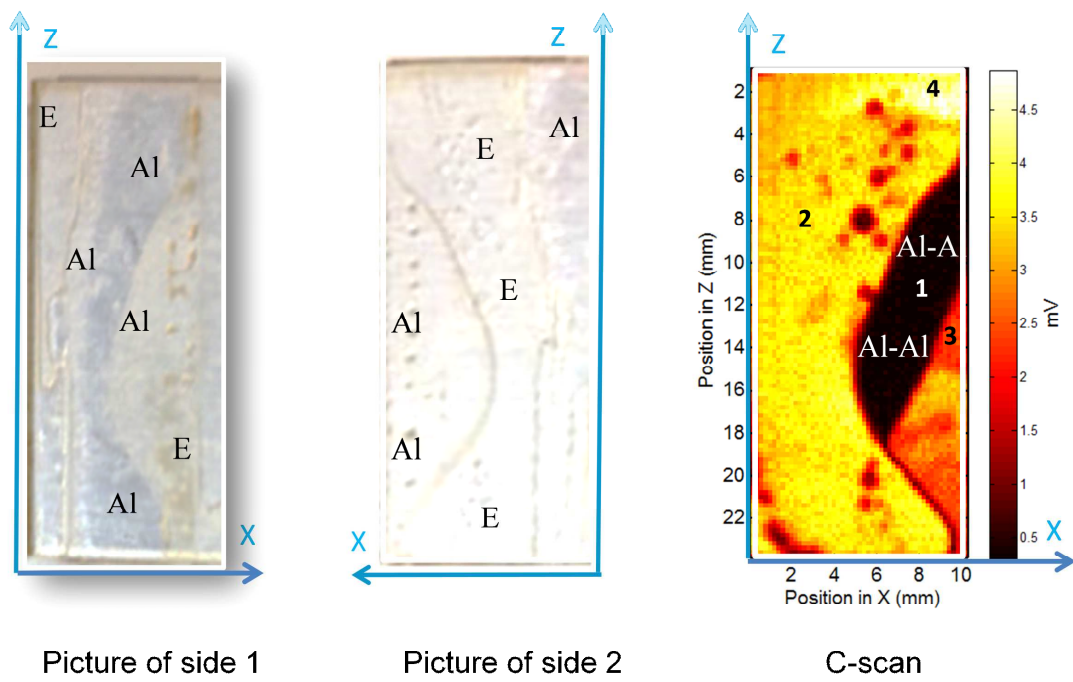 Z
E
Al
Al
Al
E
Al
X
Picture of side 1
Z
Al
E
E
Al
Al
E
X
Picture of side 2
Z
4
2
Al-A
1
Al-Al
3
2
4
6
8
10
12
14
16
18
20
22
Position in Z (mm)
2 4 6 8 10
Position in X (mm)
X
4.5
4
3.5
3
2.5
2
1.5
1
0.5
mV
C-scan